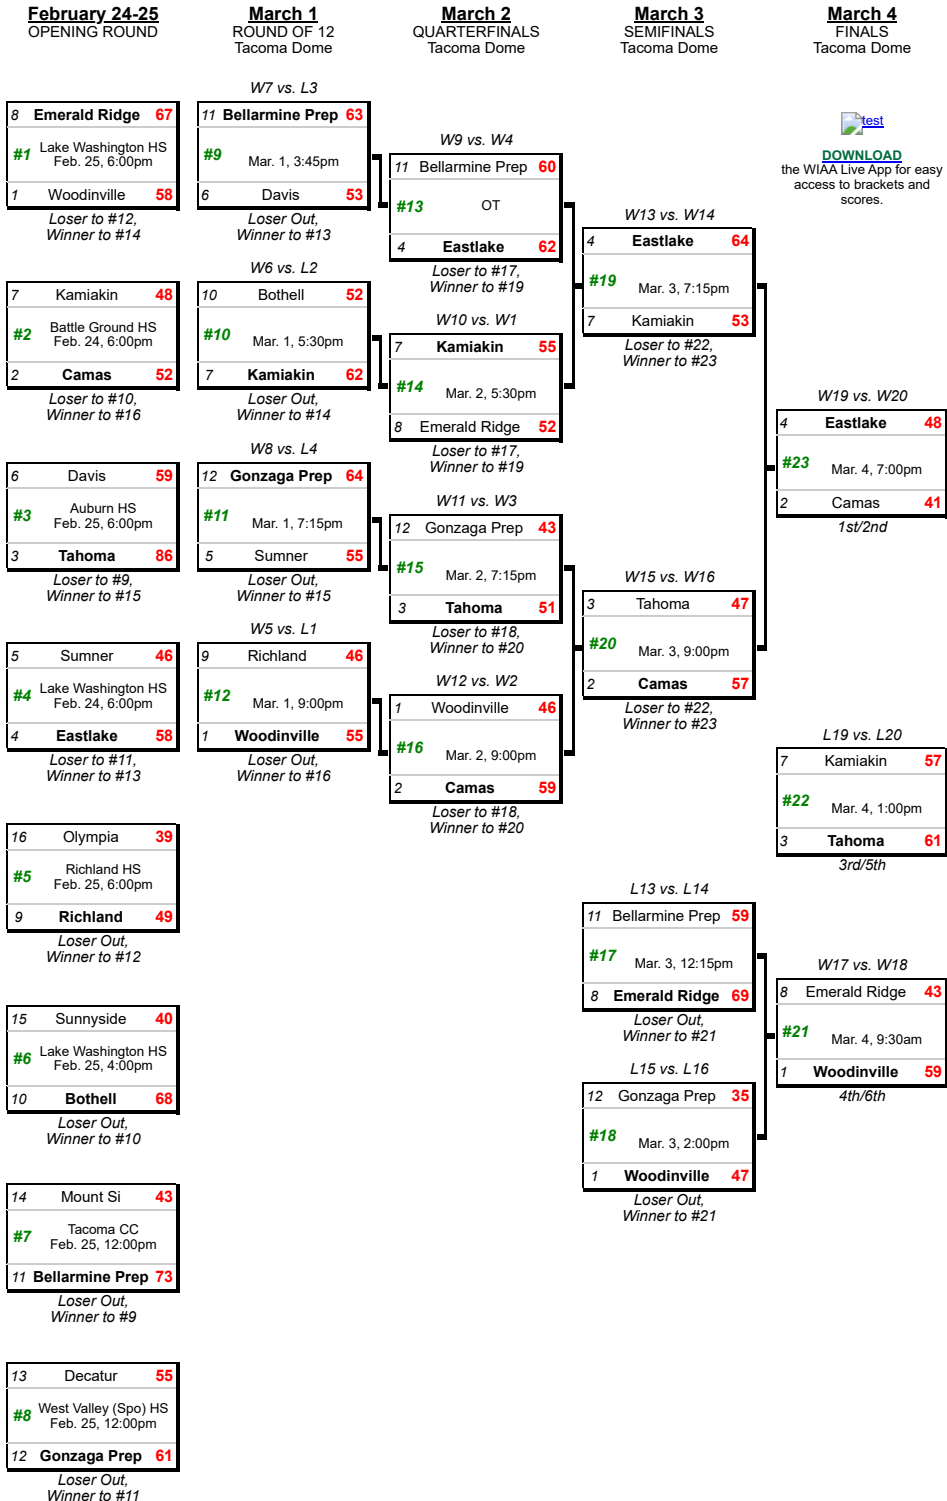 February 24-25
OPENING ROUND
March 1
ROUND OF 12
Tacoma Dome
March 2
QUARTERFINALS
Tacoma Dome
March 3
SEMIFINALS
Tacoma Dome
March 4
FINALS
Tacoma Dome
8 Emerald Ridge 67
#1 Lake Washington HS
Feb. 25, 6:00pm
1 Woodinville 58
Loser to #12,
Winner to #14
7 Kamiakin 48
#2 Battle Ground HS
Feb. 24, 6:00pm
2 Camas 52
Loser to #10,
Winner to #16
6 Davis 59
#3 Auburn HS
Feb. 25, 6:00pm
3 Tahoma 86
Loser to #9,
Winner to #15
5 Sumner 46
#4 Lake Washington HS
Feb. 24, 6:00pm
4 Eastlake 58
Loser to #11,
Winner to #13
16 Olympia 39
#5 Richland HS
Feb. 25, 6:00pm
9 Richland 49
Loser Out,
Winner to #12
15 Sunnyside 40
#6 Lake Washington HS
Feb. 25, 4:00pm
10 Bothell 68
Loser Out,
Winner to #10
14 Mount Si 43
#7 Tacoma CC
Feb. 25, 12:00pm
11 Bellarmine Prep 73
Loser Out,
Winner to #9
13 Decatur 55
#8 West Valley (Spo) HS
Feb. 25, 12:00pm
12 Gonzaga Prep 61
Loser Out,
Winner to #11
W7 vs. L3
11 Bellarmine Prep 63
#9 Mar. 1, 3:45pm
6 Davis 53
Loser Out,
Winner to #13
W6 vs. L2
10 Bothell 52
#10 Mar. 1, 5:30pm
7 Kamiakin 62
Loser Out,
Winner to #14
W8 vs. L4
12 Gonzaga Prep 64
#11 Mar. 1, 7:15pm
5 Sumner 55
Loser Out,
Winner to #15
W5 vs. L1
9 Richland 46
#12 Mar. 1, 9:00pm
1 Woodinville 55
Loser Out,
Winner to #16
W9 vs. W4
11 Bellarmine Prep 60
#13 OT
4 Eastlake 62
Loser to #17,
Winner to #19
W10 vs. W1
7 Kamiakin 55
#14 Mar. 2, 5:30pm
8 Emerald Ridge 52
Loser to #17,
Winner to #19
W11 vs. W3
12 Gonzaga Prep 43
#15 Mar. 2, 7:15pm
3 Tahoma 51
Loser to #18,
Winner to #20
W12 vs. W2
1 Woodinville 46
#16 Mar. 2, 9:00pm
2 Camas 59
Loser to #18,
Winner to #20
W13 vs. W14
4 Eastlake 64
#19 Mar. 3, 7:15pm
7 Kamiakin 53
Loser to #22,
Winner to #23
W15 vs. W16
3 Tahoma 47
#20 Mar. 3, 9:00pm
2 Camas 57
Loser to #22,
Winner to #23
L13 vs. L14
11 Bellarmine Prep 59
#17 Mar. 3, 12:15pm
8 Emerald Ridge 69
Loser Out,
Winner to #21
L15 vs. L16
12 Gonzaga Prep 35
#18 Mar. 3, 2:00pm
1 Woodinville 47
Loser Out,
Winner to #21
test
DOWNLOAD
the WIAA Live App for easy
access to brackets and
scores.
W19 vs. W20
4 Eastlake 48
#23 Mar. 4, 7:00pm
2 Camas 41
1st/2nd
L19 vs. L20
7 Kamiakin 57
#22 Mar. 4, 1:00pm
3 Tahoma 61
3rd/5th
W17 vs. W18
8 Emerald Ridge 43
#21 Mar. 4, 9:30am
1 Woodinville 59
4th/6th